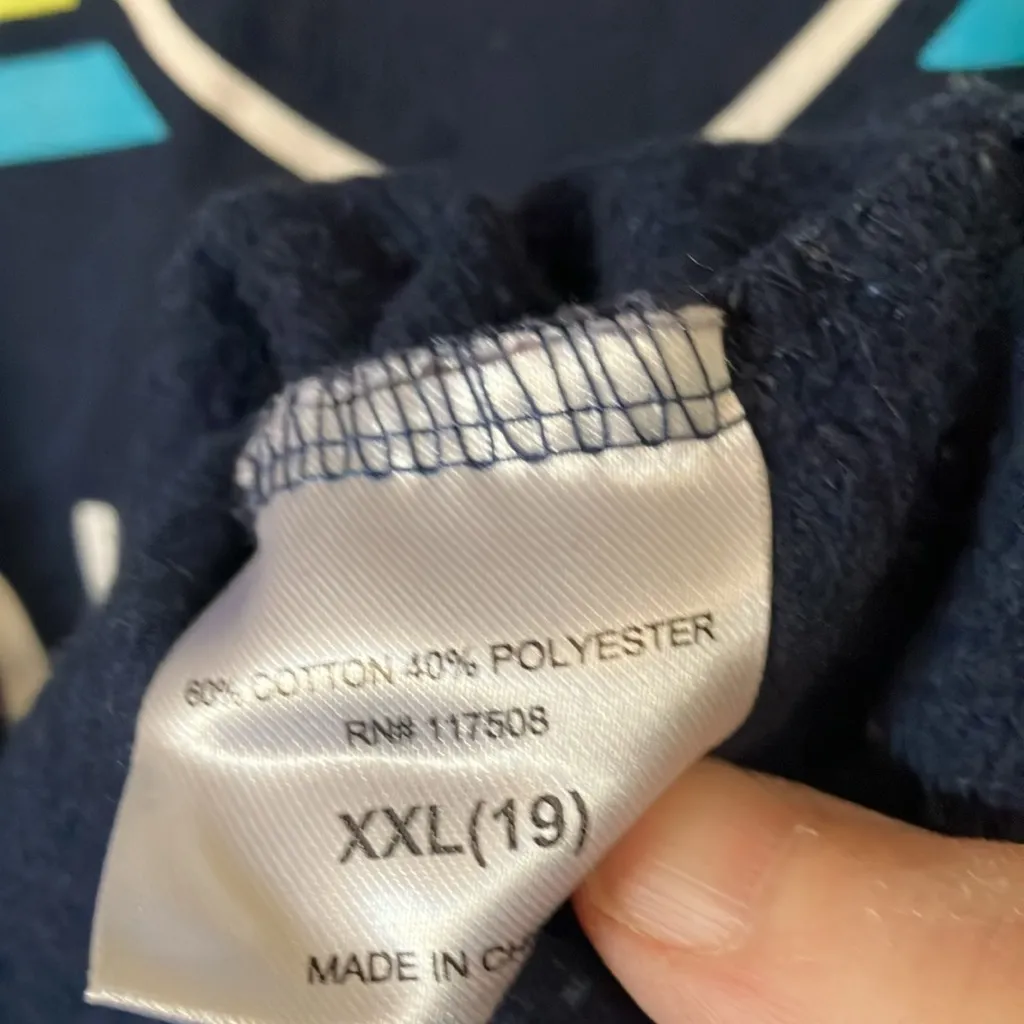 60% COTTON 40% POLYESTER
RN# 117508
XXL(19)
MADE IN